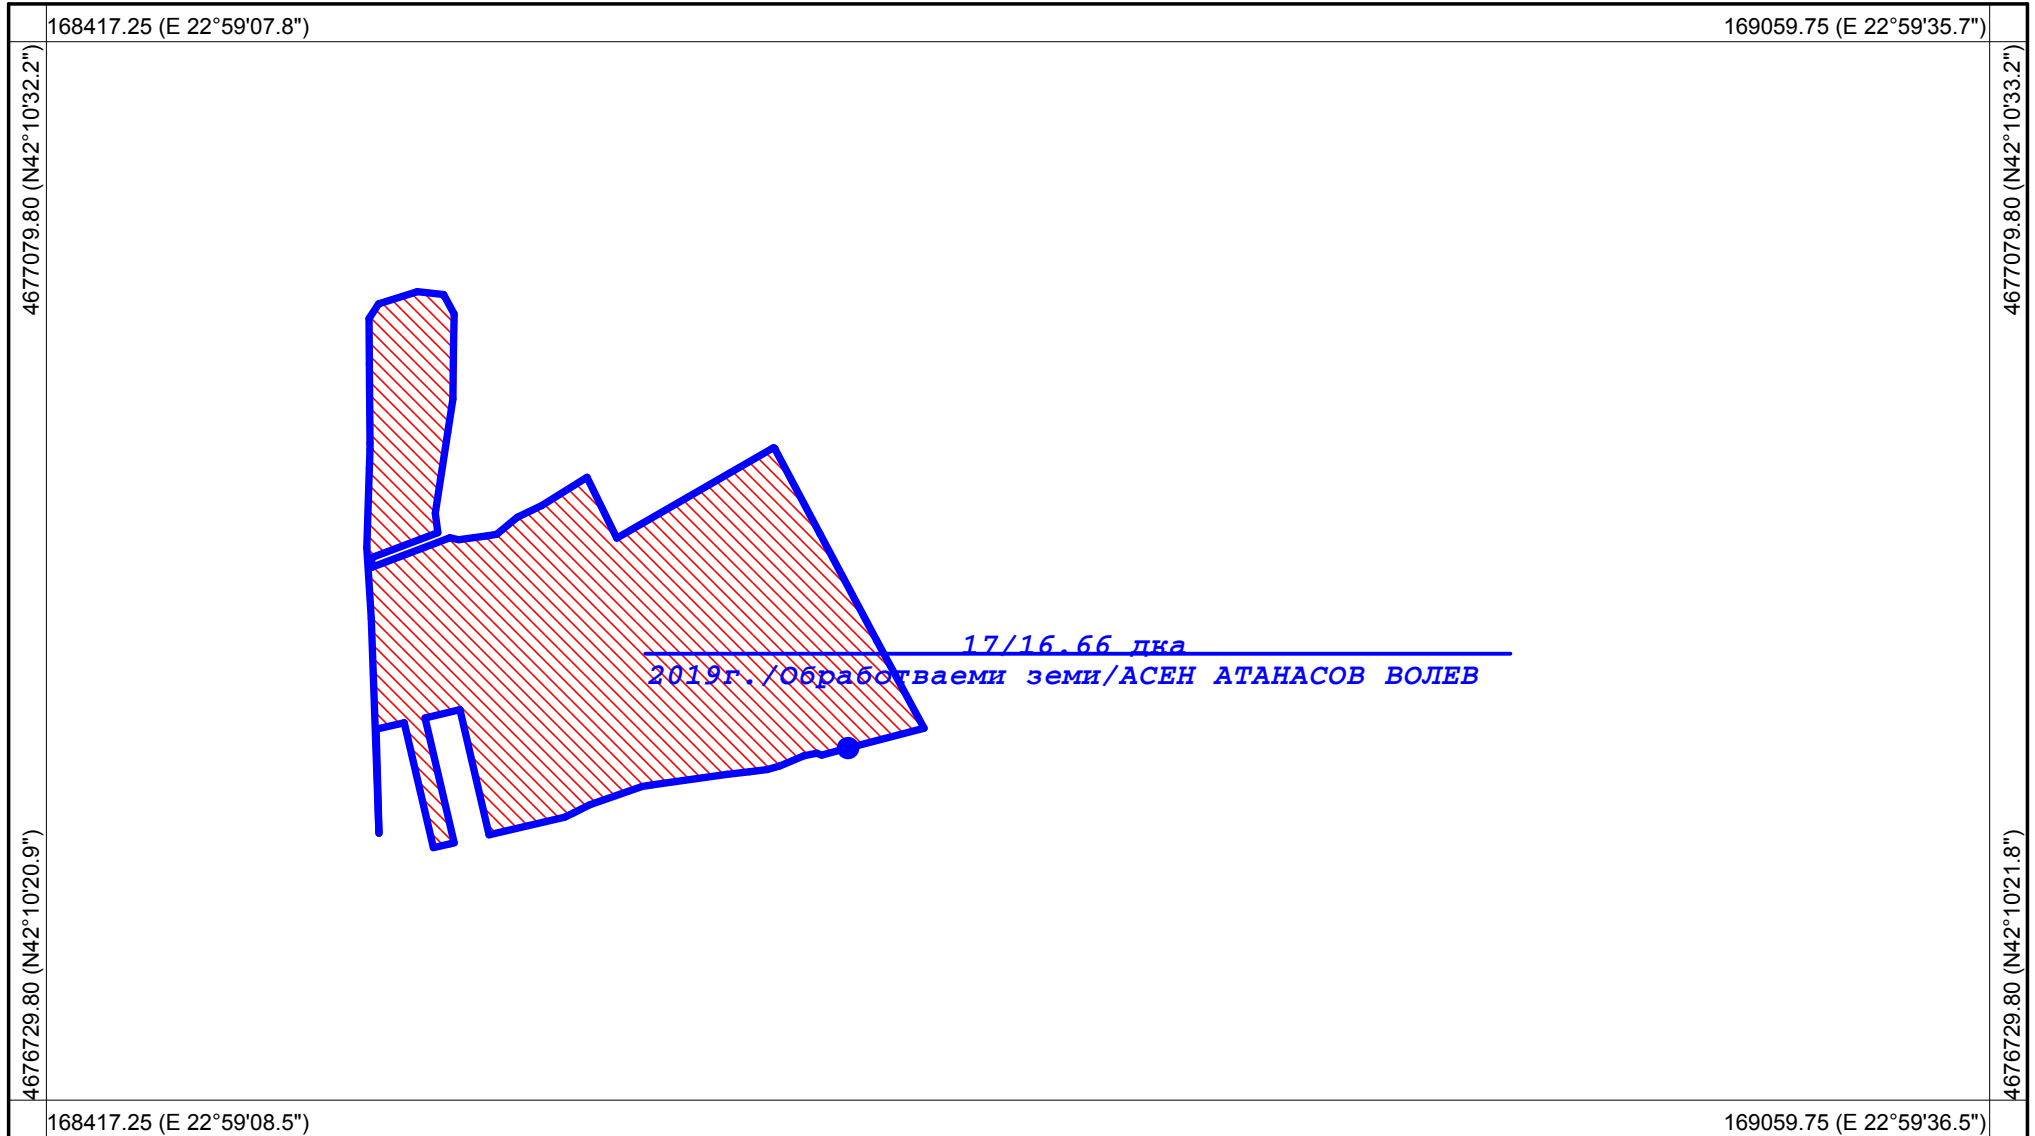 168417.25 (E 22°59'07.8")
169059.75 (E 22°59'35.7")
4677079.80 (N42°10'32.2")
4677079.80 (N42°10'33.2")
17/16.66 дка
2019г./Обработваеми земи/АСЕН АТАНАСОВ ВОЛЕВ
4676729.80 (N42°10'20.9")
4676729.80 (N42°10'21.8")
168417.25 (E 22°59'08.5")
169059.75 (E 22°59'36.5")